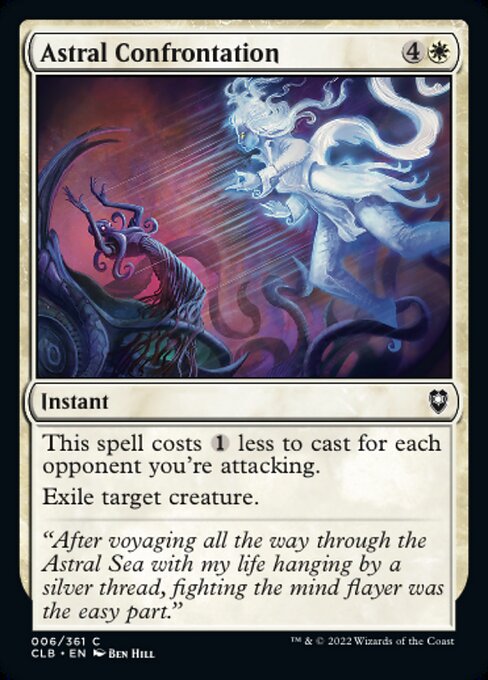 Astral Confrontation 4
Instant
This spell costs 1 less to cast for each
opponent you're attacking.
Exile target creature.
“After voyaging all the way through the
Astral Sea with my life hanging by a
silver thread, fighting the mind flayer was
the easy part.”
006/361 C
CLB • EN Ben Hill
™ & © 2022 Wizards of the Coast